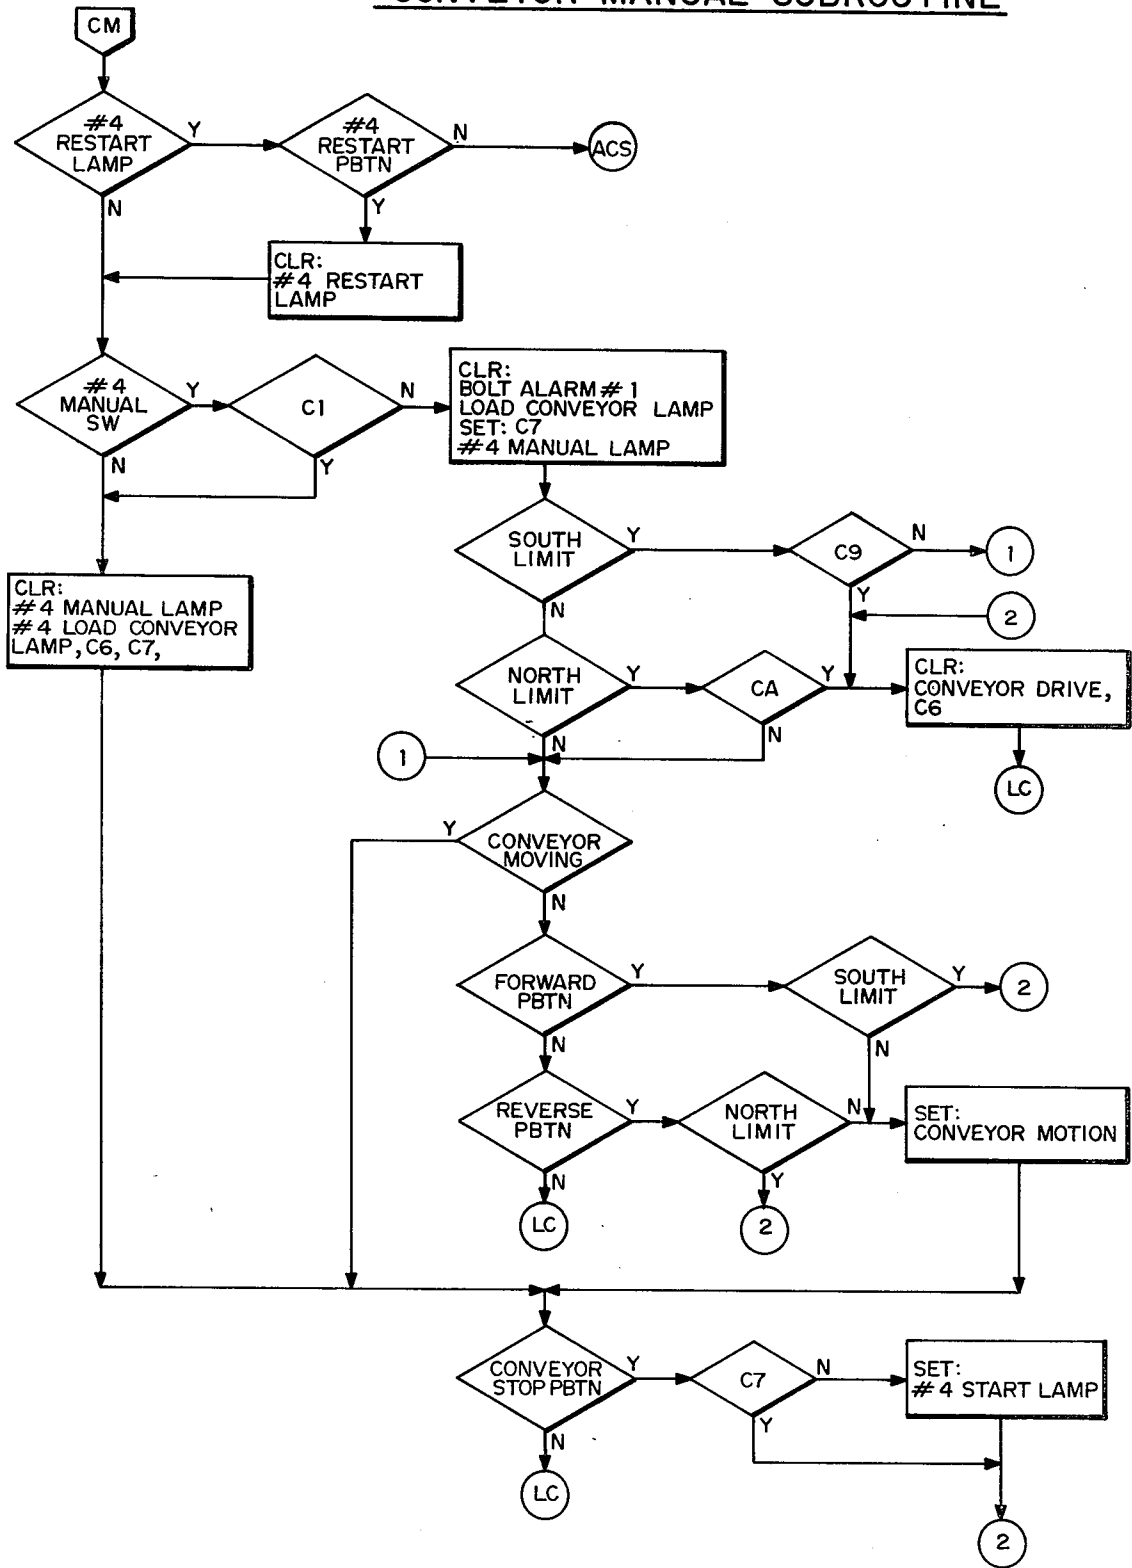 CONVEYOR MANUAL SUBROUTINE
CM
#4
RESTART
LAMP
Y
N
#4
RESTART
PBTN
N
Y
ACS
CLR:
#4 RESTART
LAMP
#4
MANUAL
SW
Y
N
C1
N
Y
CLR:
BOLT ALARM #1
LOAD CONVEYOR LAMP
SET: C7
#4 MANUAL LAMP
SOUTH
LIMIT
Y
N
C9
N
Y
1
2
CLR:
#4 MANUAL LAMP
#4 LOAD CONVEYOR
LAMP, C6, C7,
NORTH
LIMIT
Y
N
CA
Y
N
CLR:
CONVEYOR DRIVE,
C6
LC
1
CONVEYOR
MOVING
Y
N
FORWARD
PBTN
Y
N
SOUTH
LIMIT
Y
N
2
REVERSE
PBTN
Y
N
NORTH
LIMIT
N
Y
SET:
CONVEYOR MOTION
LC
2
CONVEYOR
STOP PBTN
Y
N
C7
N
Y
SET:
#4 START LAMP
LC
2